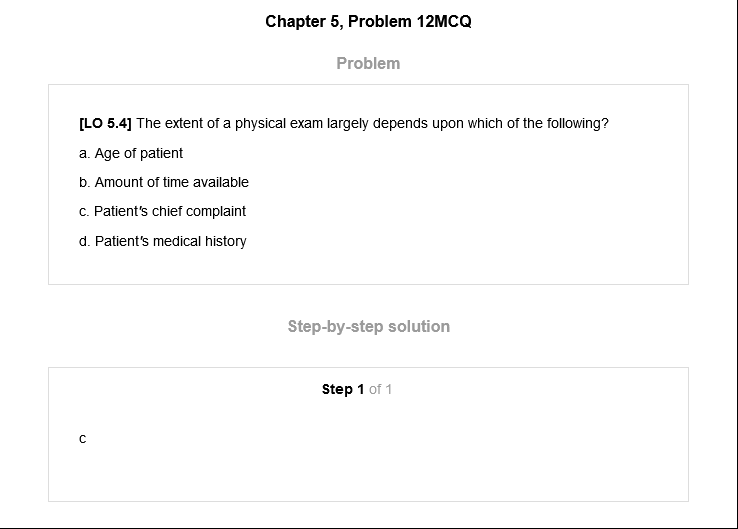 Chapter 5, Problem 12MCQ
Problem
[LO 5.4] The extent of a physical exam largely depends upon which of the following?
a. Age of patient
b. Amount of time available
c. Patient's chief complaint
d. Patient's medical history
Step-by-step solution
Step 1 of 1
c